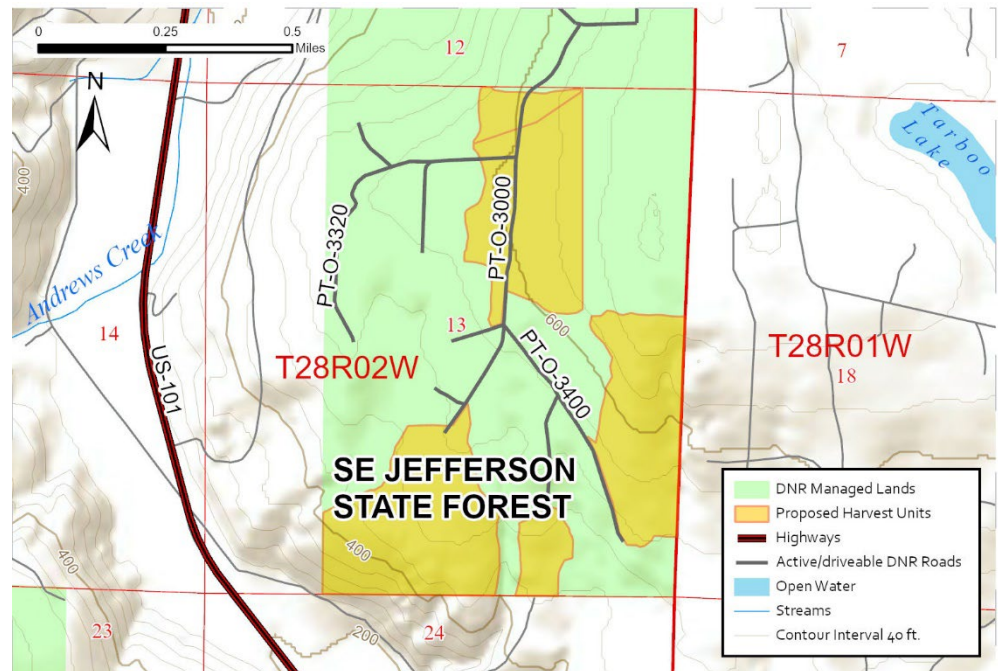 0 0.25 0.5
Miles
N
12
7
Tarboo
Lake
400
PT-O-3320
PT-O-3000
Andrews Creek
14
US-101
13
600
T28R02W
T28R01W
18
PT-O-3400
SE JEFFERSON
STATE FOREST
400
200
23
24
DNR Managed Lands
Proposed Harvest Units
Highways
Active/driveable DNR Roads
Open Water
Streams
Contour Interval 40 ft.